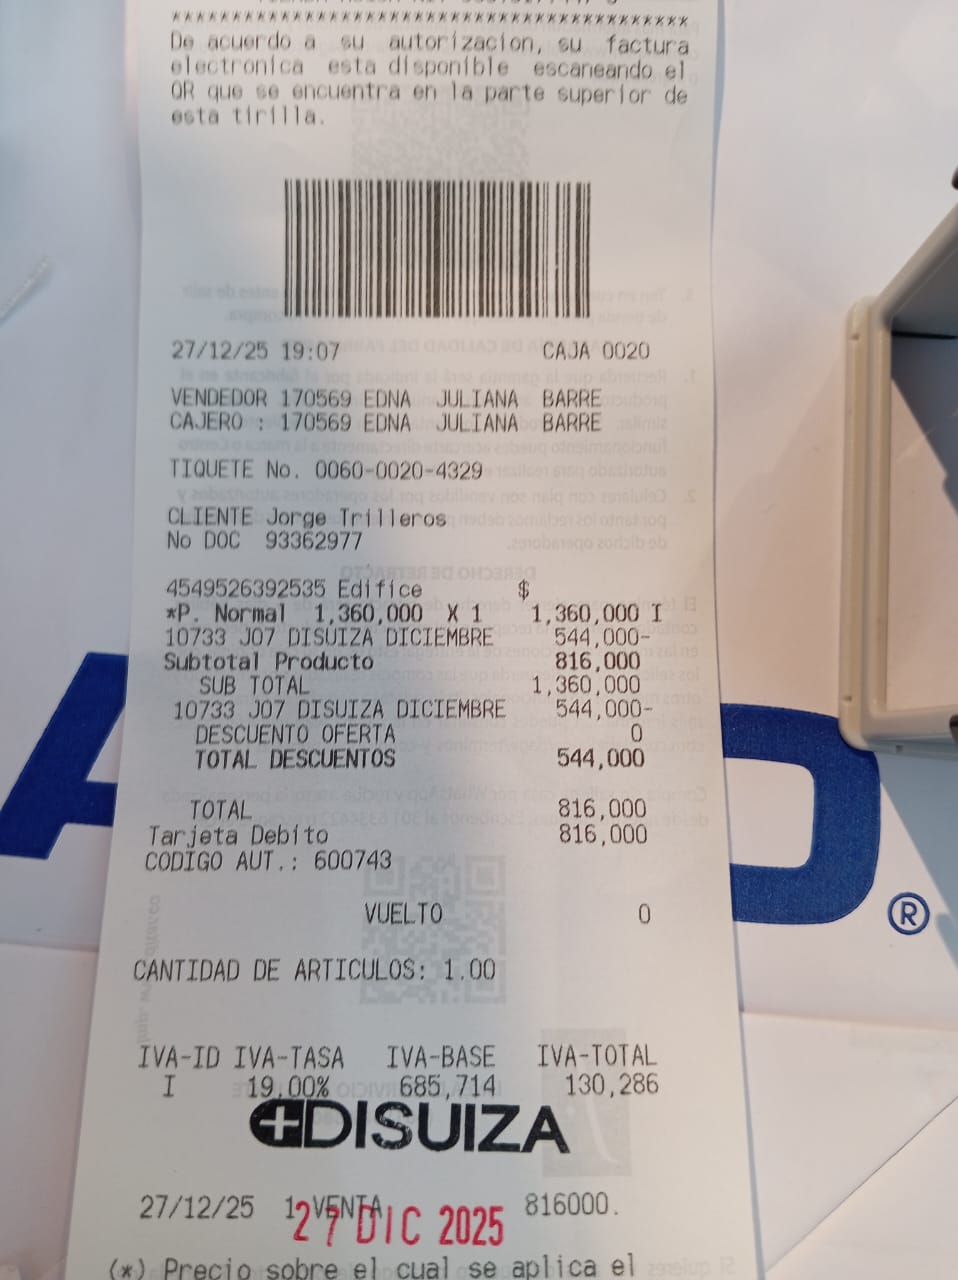 ****************************************
De acuerdo a su autorizacion, su factura
electronica esta disponible escaneando el
QR que se encuentra en la parte superior de
esta tirilla.
27/12/25 19:07 CAJA 0020
VENDEDOR 170569 EDNA JULIANA BARRE
CAJERO : 170569 EDNA JULIANA BARRE
TIQUETE No. 0060-0020-4329
CLIENTE Jorge Trilleros
No DOC 93362977
4549526392535 Edifice $
*P. Normal 1,360,000 X 1 1,360,000 I
10733 J07 DISUIZA DICIEMBRE 544,000-
Subtotal Producto 816,000
SUB TOTAL 1,360,000
10733 J07 DISUIZA DICIEMBRE 544,000-
DESCUENTO OFERTA 0
TOTAL DESCUENTOS 544,000
TOTAL 816,000
Tarjeta Debito 816,000
CODIGO AUT.: 600743
VUELTO 0
®
CANTIDAD DE ARTICULOS: 1.00
IVA-ID IVA-TASA IVA-BASE IVA-TOTAL
I 19,00% 685,714 130,286
DISUIZA
27/12/25 1 VENTA 816000.
27 DIC 2025
(*) Precio sobre el cual se aplica el